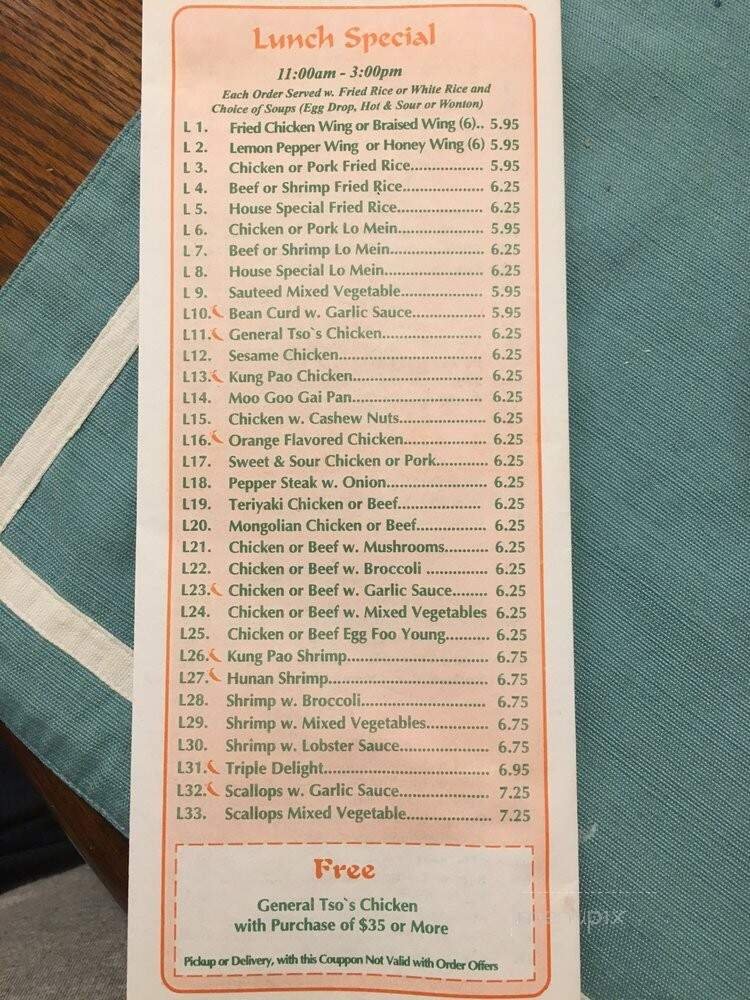 Lunch Special
11:00am - 3:00pm
Each Order Served w. Fried Rice or White Rice and
Choice of Soups (Egg Drop, Hot & Sour or Wonton)
L 1. Fried Chicken Wing or Braised Wing (6).. 5.95
L 2. Lemon Pepper Wing or Honey Wing (6) 5.95
L 3. Chicken or Pork Fried Rice................. 5.95
L 4. Beef or Shrimp Fried Rice................... 6.25
L 5. House Special Fried Rice.................... 6.25
L 6. Chicken or Pork Lo Mein.................... 5.95
L 7. Beef or Shrimp Lo Mein...................... 6.25
L 8. House Special Lo Mein....................... 6.25
L 9. Sauteed Mixed Vegetable................... 5.95
L10. Bean Curd w. Garlic Sauce................. 5.95
L11. General Tso`s Chicken....................... 6.25
L12. Sesame Chicken.................................. 6.25
L13. Kung Pao Chicken.............................. 6.25
L14. Moo Goo Gai Pan.............................. 6.25
L15. Chicken w. Cashew Nuts.................... 6.25
L16. Orange Flavored Chicken................... 6.25
L17. Sweet & Sour Chicken or Pork............ 6.25
L18. Pepper Steak w. Onion....................... 6.25
L19. Teriyaki Chicken or Beef.................... 6.25
L20. Mongolian Chicken or Beef................ 6.25
L21. Chicken or Beef w. Mushrooms.......... 6.25
L22. Chicken or Beef w. Broccoli .............. 6.25
L23. Chicken or Beef w. Garlic Sauce........ 6.25
L24. Chicken or Beef w. Mixed Vegetables 6.25
L25. Chicken or Beef Egg Foo Young.......... 6.25
L26. Kung Pao Shrimp................................ 6.75
L27. Hunan Shrimp.................................... 6.75
L28. Shrimp w. Broccoli............................. 6.75
L29. Shrimp w. Mixed Vegetables.............. 6.75
L30. Shrimp w. Lobster Sauce.................... 6.75
L31. Triple Delight..................................... 6.95
L32. Scallops w. Garlic Sauce.................... 7.25
L33. Scallops Mixed Vegetable................... 7.25
Free
General Tso`s Chicken
with Purchase of $35 or More
Pickup or Delivery, with this Couppon Not Valid with Order Offers